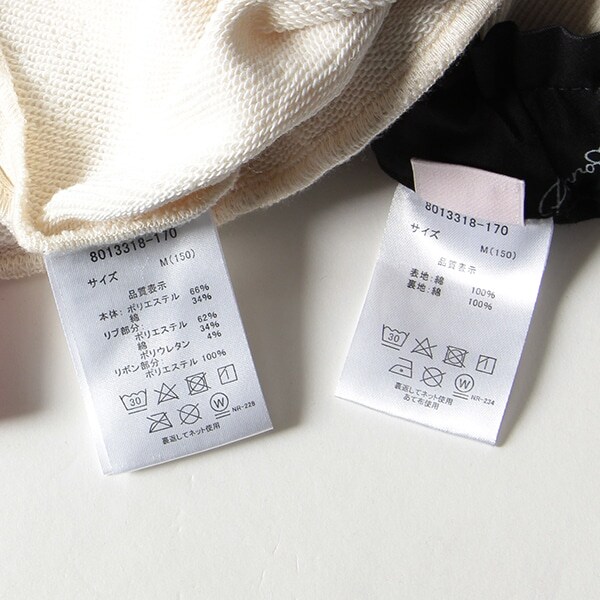 8013318-170
サイズ M(150)
品質表示
本体: ポリエステル 66%
綿 34%
リブ部分:
ポリエステル 62%
綿 34%
ポリウレタン 4%
リボン部分:
ポリエステル 100%
30
W
NR-228
裏返してネット使用
8013318-170
サイズ M(150)
品質表示
表地: 綿 100%
裏地: 綿 100%
30
W
NR-234
裏返してネット使用
あて布使用